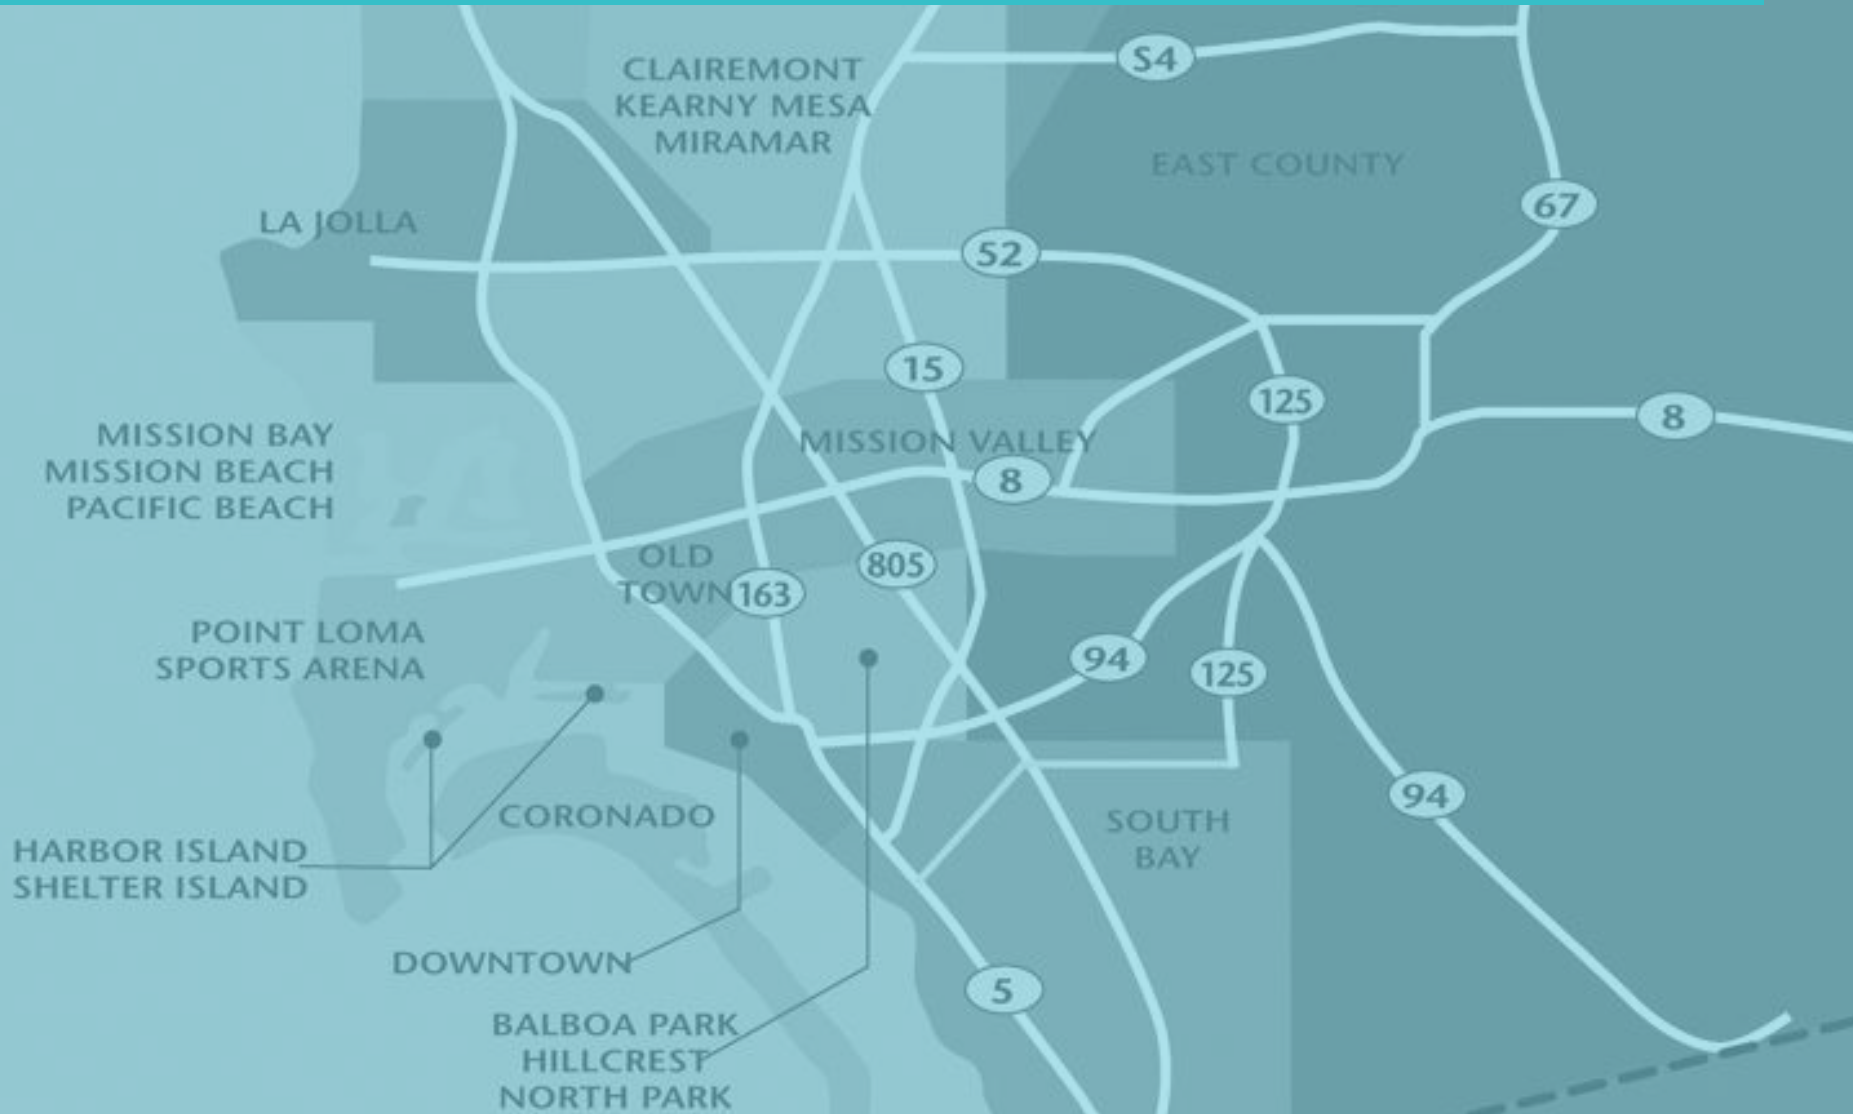 S4
CLAIREMONT
KEARNY MESA
MIRAMAR
EAST COUNTY
67
LA JOLLA
52
15
125
8
MISSION BAY
MISSION BEACH
PACIFIC BEACH
MISSION VALLEY
8
OLD
TOWN
163
805
POINT LOMA
SPORTS ARENA
94
125
94
CORONADO
SOUTH
BAY
HARBOR ISLAND
SHELTER ISLAND
DOWNTOWN
5
BALBOA PARK
HILLCREST
NORTH PARK